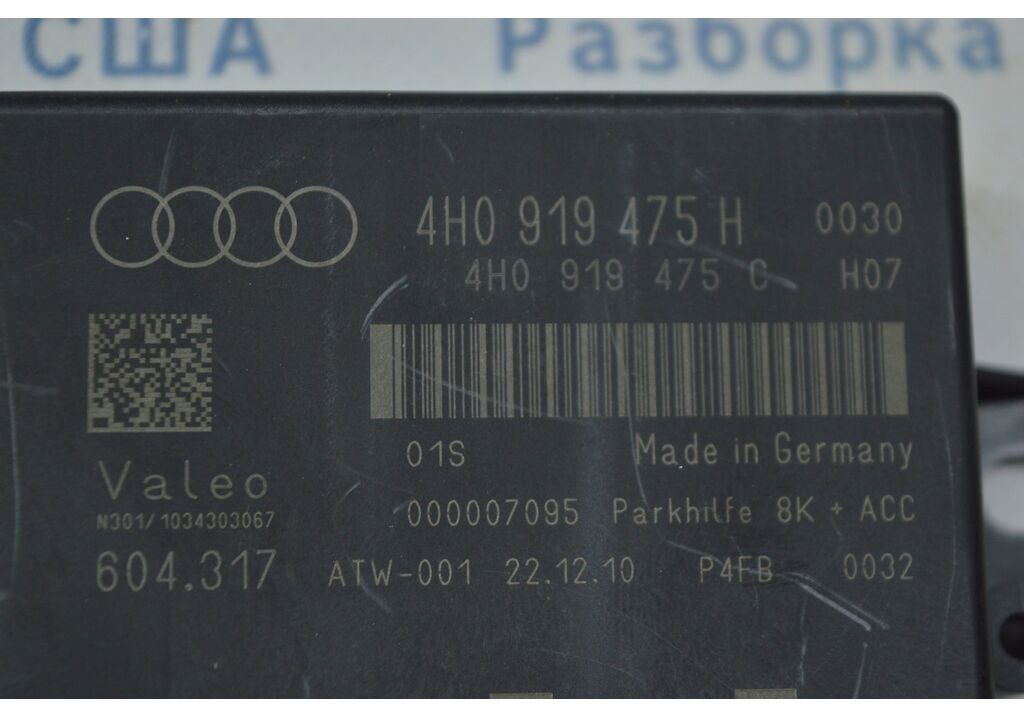 США Разборка
4H0 919 475 H 0030
4H0 919 475 C H07
01S Made in Germany
Valeo
N301/1034303067
000007095 Parkhilfe 8K + ACC
604.317 ATW-001 22.12.10 P4FB 0032